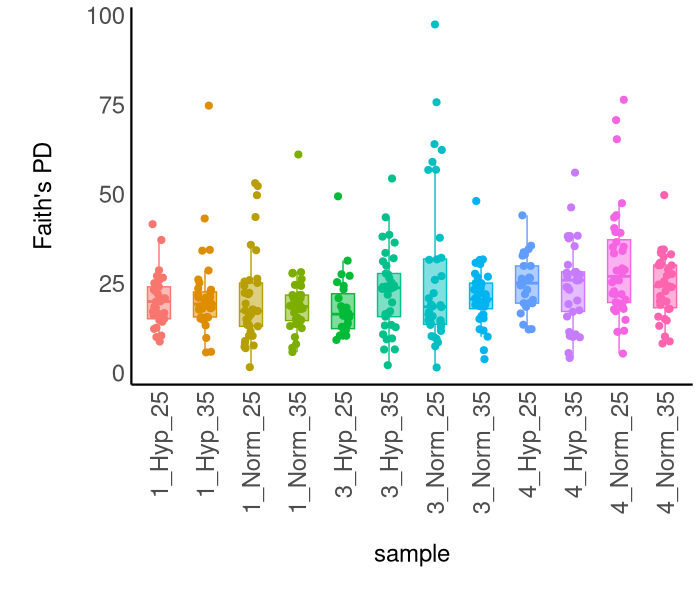 100
75
50
25
0
Faith's PD
1_Hyp_25
1_Hyp_35
1_Norm_25
1_Norm_35
3_Hyp_25
3_Hyp_35
3_Norm_25
3_Norm_35
4_Hyp_25
4_Hyp_35
4_Norm_25
4_Norm_35
sample